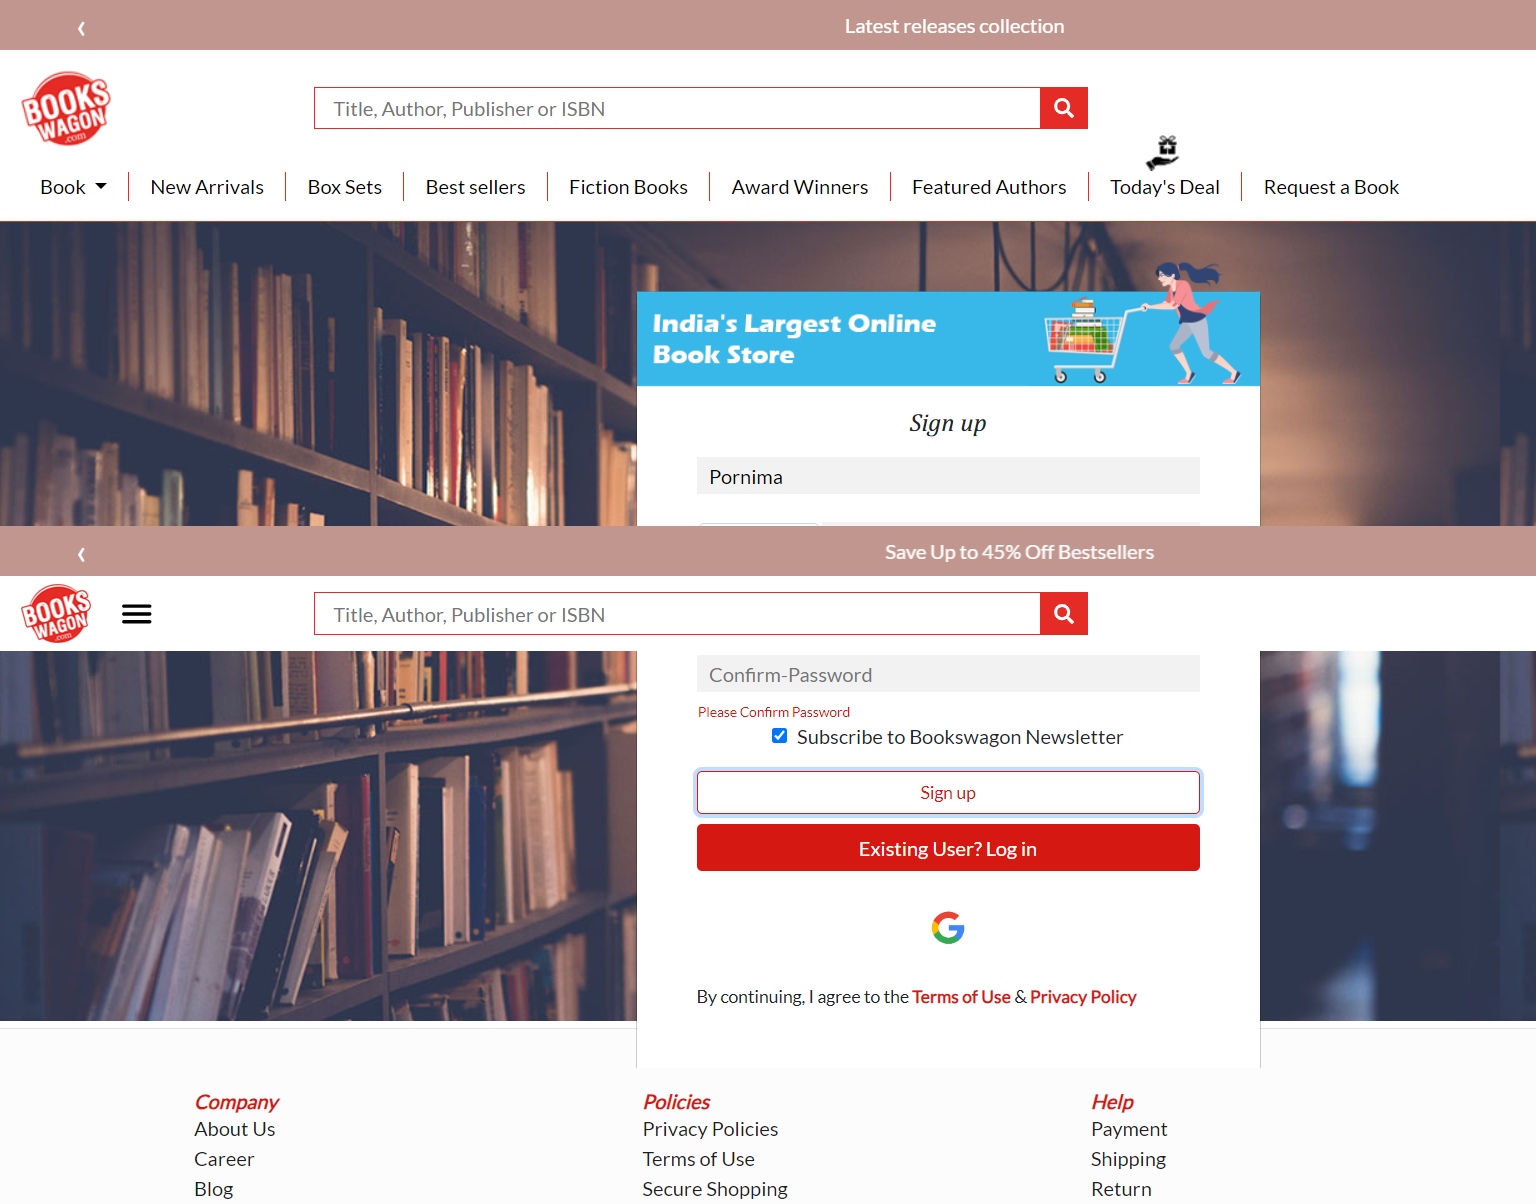 ‹
Latest releases collection
BOOKS
WAGON
.com
Title, Author, Publisher or ISBN
Book
New Arrivals
Box Sets
Best sellers
Fiction Books
Award Winners
Featured Authors
Today's Deal
Request a Book
India's Largest Online
Book Store
Sign up
Pornima
‹
Save Up to 45% Off Bestsellers
BOOKS
WAGON
.com
Title, Author, Publisher or ISBN
Confirm-Password
Please Confirm Password
Subscribe to Bookswagon Newsletter
Sign up
Existing User? Log in
G
By continuing, I agree to the Terms of Use & Privacy Policy
Company
About Us
Career
Blog
Policies
Privacy Policies
Terms of Use
Secure Shopping
Help
Payment
Shipping
Return